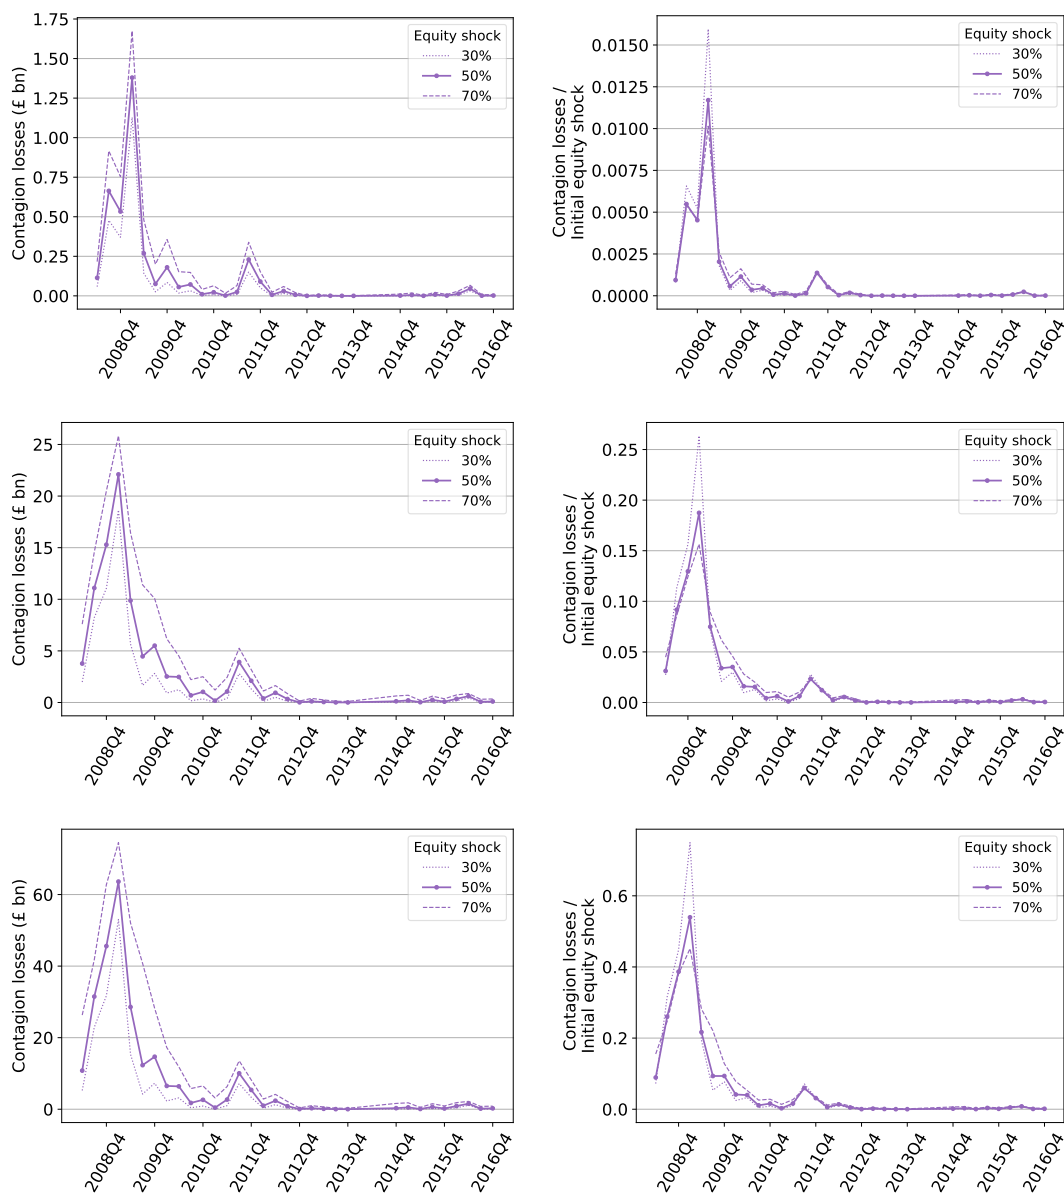 Contagion losses (£ bn)
1.75
1.50
1.25
1.00
0.75
0.50
0.25
0.00
Equity shock
30%
50%
70%
2008Q4
2009Q4
2010Q4
2011Q4
2012Q4
2013Q4
2014Q4
2015Q4
2016Q4
Contagion losses /
Initial equity shock
0.0150
0.0125
0.0100
0.0075
0.0050
0.0025
0.0000
Equity shock
30%
50%
70%
2008Q4
2009Q4
2010Q4
2011Q4
2012Q4
2013Q4
2014Q4
2015Q4
2016Q4
Contagion losses (£ bn)
25
20
15
10
5
0
Equity shock
30%
50%
70%
2008Q4
2009Q4
2010Q4
2011Q4
2012Q4
2013Q4
2014Q4
2015Q4
2016Q4
Contagion losses /
Initial equity shock
0.25
0.20
0.15
0.10
0.05
0.00
Equity shock
30%
50%
70%
2008Q4
2009Q4
2010Q4
2011Q4
2012Q4
2013Q4
2014Q4
2015Q4
2016Q4
Contagion losses (£ bn)
60
40
20
0
Equity shock
30%
50%
70%
2008Q4
2009Q4
2010Q4
2011Q4
2012Q4
2013Q4
2014Q4
2015Q4
2016Q4
Contagion losses /
Initial equity shock
0.6
0.4
0.2
0.0
Equity shock
30%
50%
70%
2008Q4
2009Q4
2010Q4
2011Q4
2012Q4
2013Q4
2014Q4
2015Q4
2016Q4